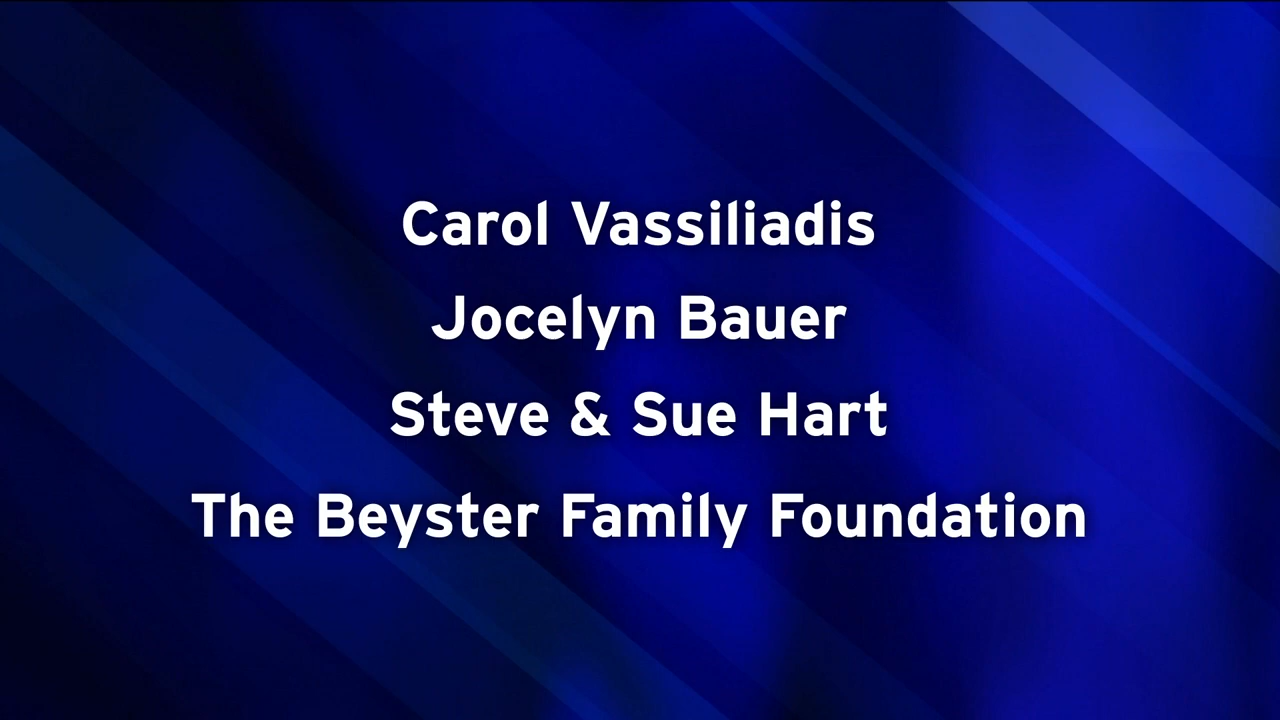 Carol Vassiliadis
Jocelyn Bauer
Steve & Sue Hart
The Beyster Family Foundation